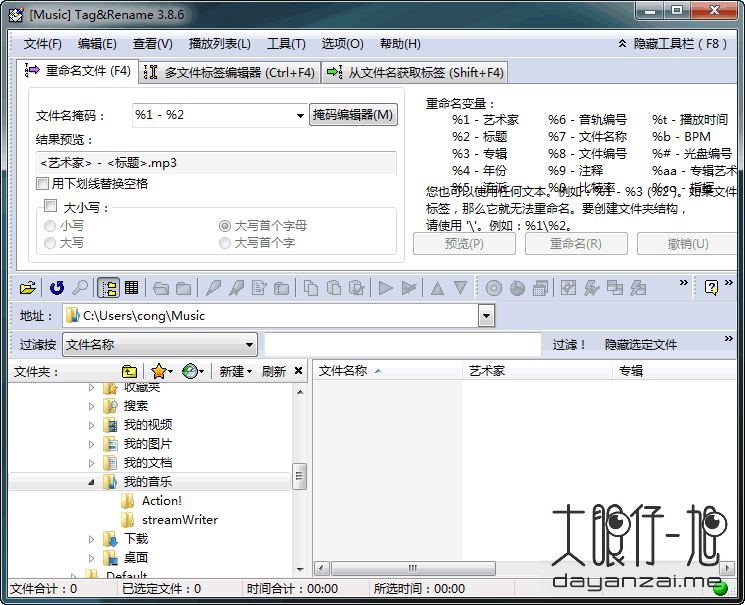 [Music] Tag&Rename 3.8.6
文件(F) 编辑(E) 查看(V) 播放列表(L) 工具(T) 选项(O) 帮助(H) 隐藏工具栏 ( F8 )
重命名文件 (F4) 多文件标签编辑器 (Ctrl+F4) 从文件名获取标签 (Shift+F4)
文件名掩码： %1 - %2 掩码编辑器(M)
结果预览：
<艺术家> - <标题>.mp3
用下划线替换空格
大小写：
小写 大写首个字母
大写 大写首个字
重命名变量：
%1 - 艺术家 %6 - 音轨编号 %t - 播放时间
%2 - 标题 %7 - 文件名称 %b - BPM
%3 - 专辑 %8 - 文件编号 %# - 光盘编号
%4 - 年份 %9 - 注释 %aa - 专辑艺术
您也可以使用任何文本。例如：%1 - %3 (%2 )。如果文件
标签，那么它就无法重命名。要创建文件夹结构，
请使用 '\'。例如：%1\%2。
预览(P) 重命名(R) 撤销(U)
地址： C:\Users\cong\Music
过滤按 文件名称 过滤！ 隐藏选定文件
文件夹： 新建 刷新
文件名称 艺术家 专辑
收藏夹
搜索
我的视频
我的图片
我的文档
我的音乐
Action!
streamWriter
下载
桌面
Default
大眼仔~旭
dayanzai.me
文件合计：0 已选定文件：0 时间合计：00:00 所选时间：00:00